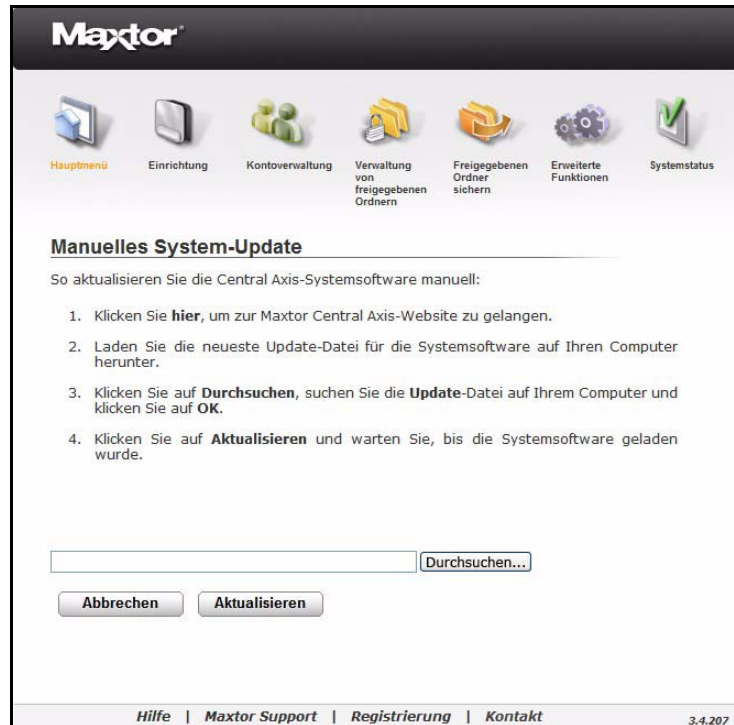 Maxtor
Hauptmenü
Einrichtung
Kontoverwaltung
Verwaltung
von
freigegebenen
Ordnern
Freigegebenen
Ordner
sichern
Erweiterte
Funktionen
Systemstatus
Manuelles System-Update
So aktualisieren Sie die Central Axis-Systemsoftware manuell:
1. Klicken Sie hier, um zur Maxtor Central Axis-Website zu gelangen.
2. Laden Sie die neueste Update-Datei für die Systemsoftware auf Ihren Computer
herunter.
3. Klicken Sie auf Durchsuchen, suchen Sie die Update-Datei auf Ihrem Computer und
klicken Sie auf OK.
4. Klicken Sie auf Aktualisieren und warten Sie, bis die Systemsoftware geladen
wurde.
Durchsuchen...
Abbrechen
Aktualisieren
Hilfe | Maxtor Support | Registrierung | Kontakt
3.4.207